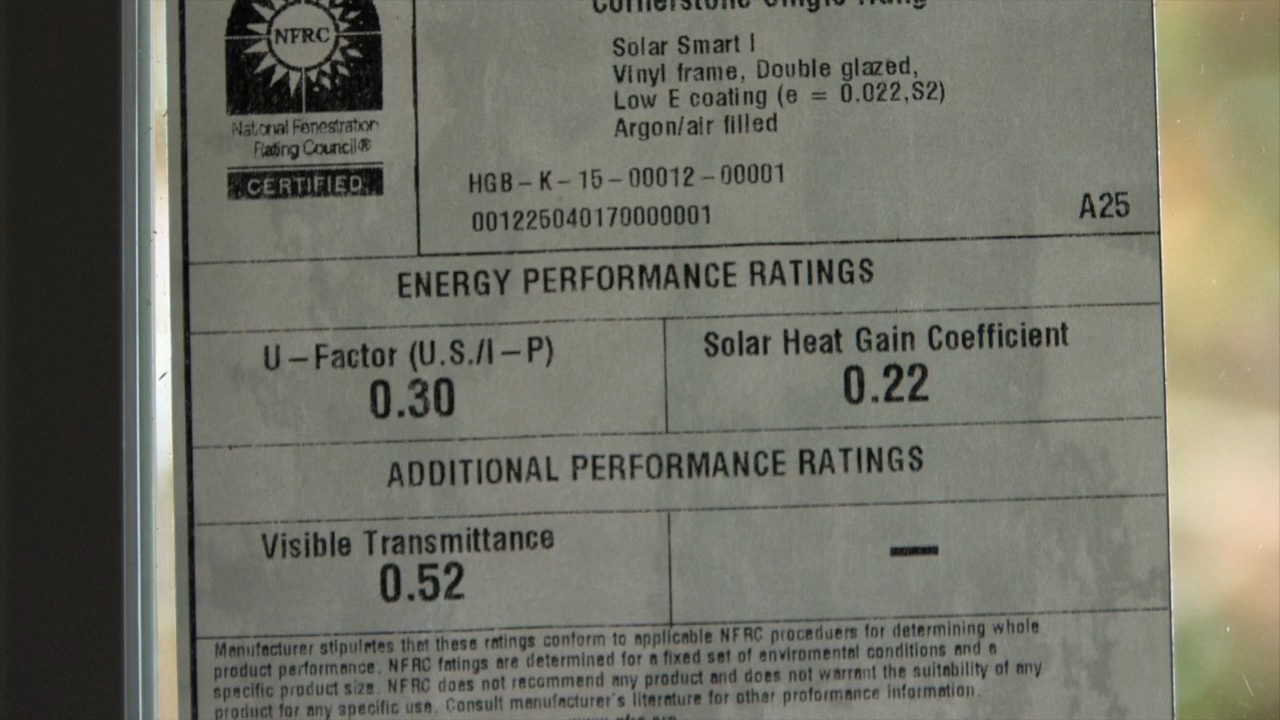 Cornerstone Single Hung
NFRC
Solar Smart I
Vinyl frame, Double glazed,
Low E coating (e = 0.022,S2)
Argon/air filled
National Fenestration
Rating Council®
CERTIFIED
HGB-K-15-00012-00001
001225040170000001
A25
ENERGY PERFORMANCE RATINGS
U-Factor (U.S./I-P)
0.30
Solar Heat Gain Coefficient
0.22
ADDITIONAL PERFORMANCE RATINGS
Visible Transmittance
0.52
—
Manufacturer stipulates that these ratings conform to applicable NFRC proceduers for determining whole
product performance. NFRC fatings are determined for a fixed set of enviromental conditions and a
specific product size. NFRC does not recommend any product and does not warrant the suitability of any
product for any specific use. Consult manufacturer's literature for other proformance information.